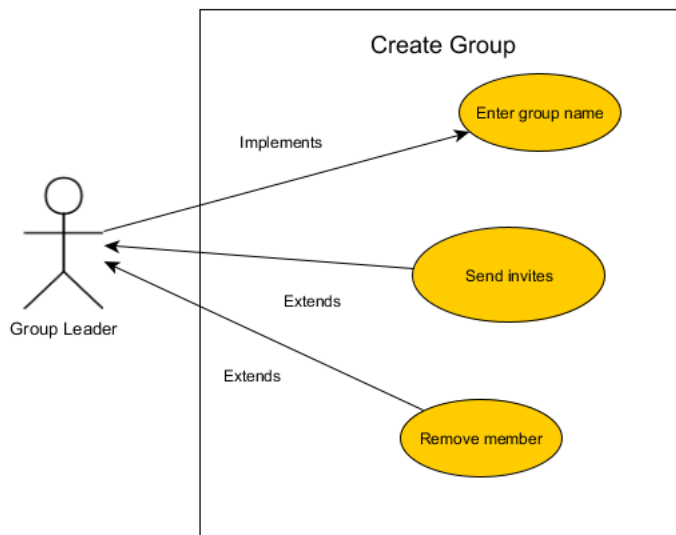 Create Group
Enter group name
Implements
Send invites
Extends
Group Leader
Extends
Remove member